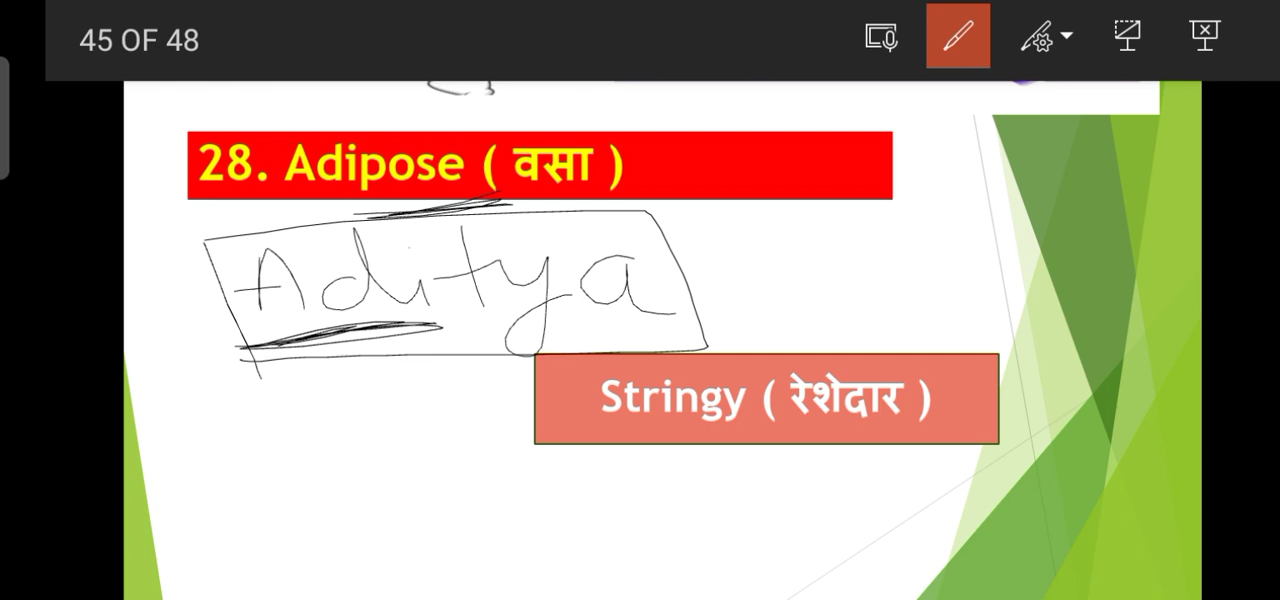 45 OF 48
28. Adipose ( वसा )
Aditya
Stringy ( रेशेदार )